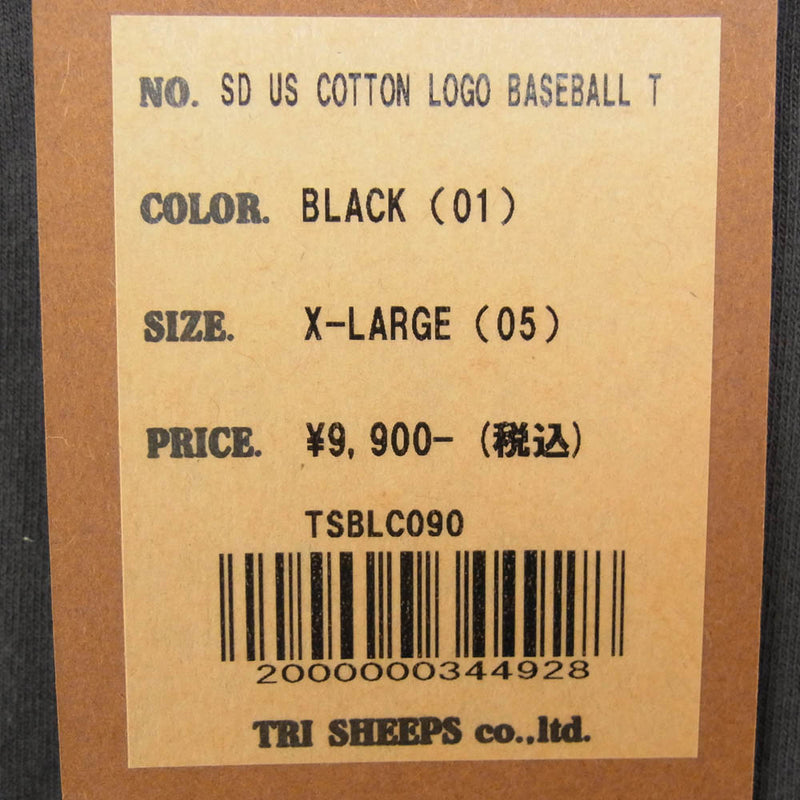 NO. SD US COTTON LOGO BASEBALL T
COLOR. BLACK (01)
SIZE. X-LARGE (05)
PRICE. ¥9,900- (税込)
TSBLC090
2000000344928
TRI SHEEPS co.,ltd.